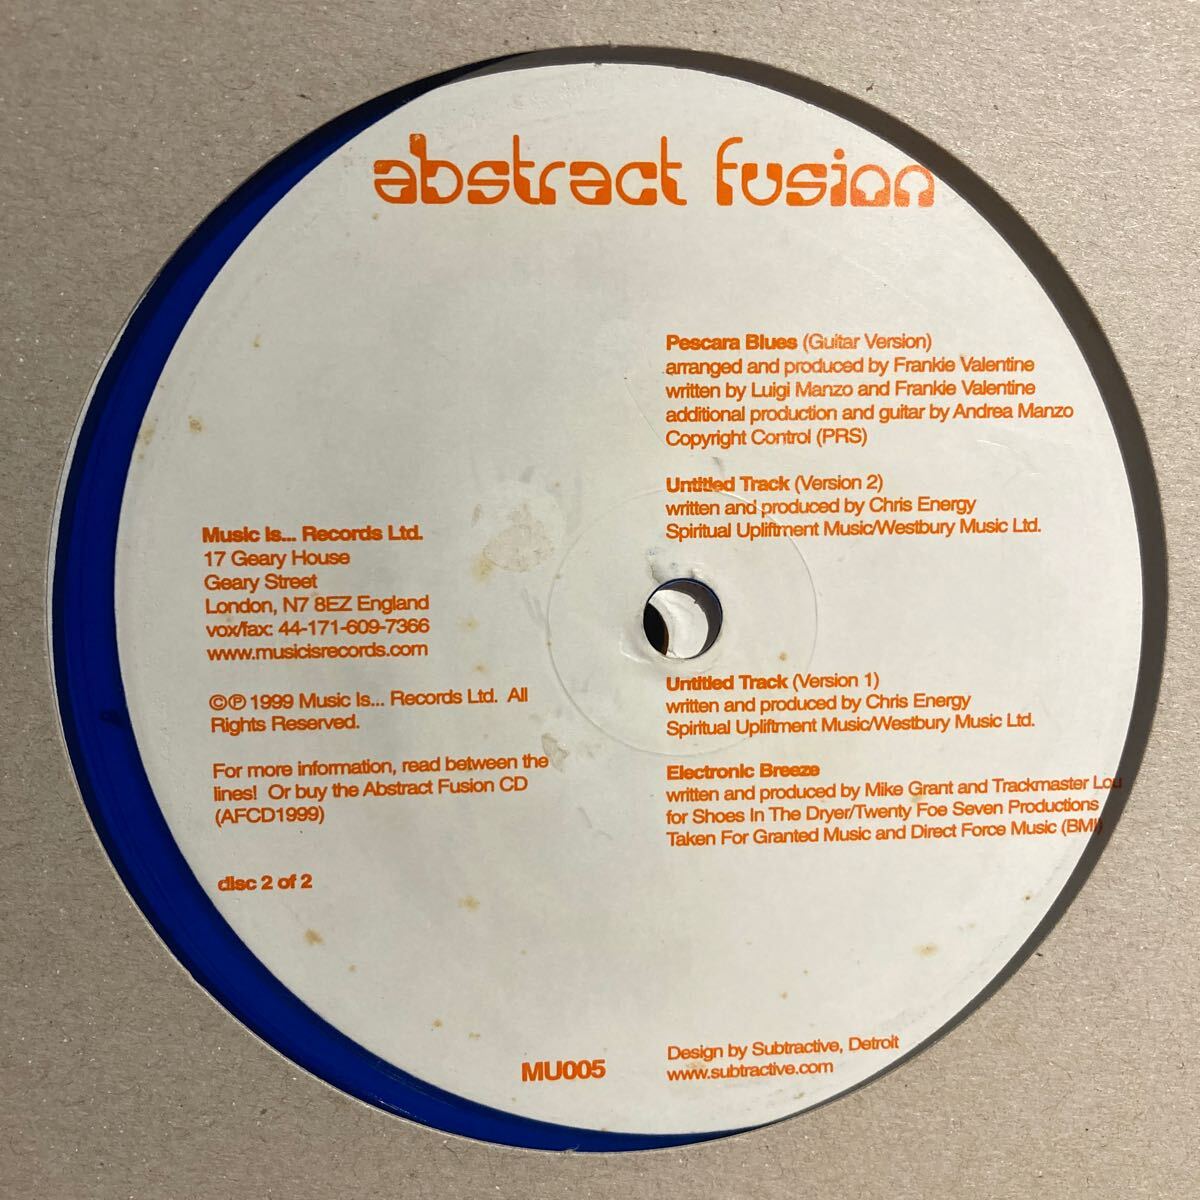 abstract fusion
Pescara Blues (Guitar Version)
arranged and produced by Frankie Valentine
written by Luigi Manzo and Frankie Valentine
additional production and guitar by Andrea Manzo
Copyright Control (PRS)
Untitled Track (Version 2)
written and produced by Chris Energy
Spiritual Upliftment Music/Westbury Music Ltd.
Music Is... Records Ltd.
17 Geary House
Geary Street
London, N7 8EZ England
vox/fax: 44-171-609-7366
www.musicisrecords.com
©℗ 1999 Music Is... Records Ltd. All
Rights Reserved.
For more information, read between the
lines! Or buy the Abstract Fusion CD
(AFCD1999)
disc 2 of 2
Untitled Track (Version 1)
written and produced by Chris Energy
Spiritual Upliftment Music/Westbury Music Ltd.
Electronic Breeze
written and produced by Mike Grant and Trackmaster Lou
for Shoes In The Dryer/Twenty Foe Seven Productions
Taken For Granted Music and Direct Force Music (BMI)
MU005
Design by Subtractive, Detroit
www.subtractive.com